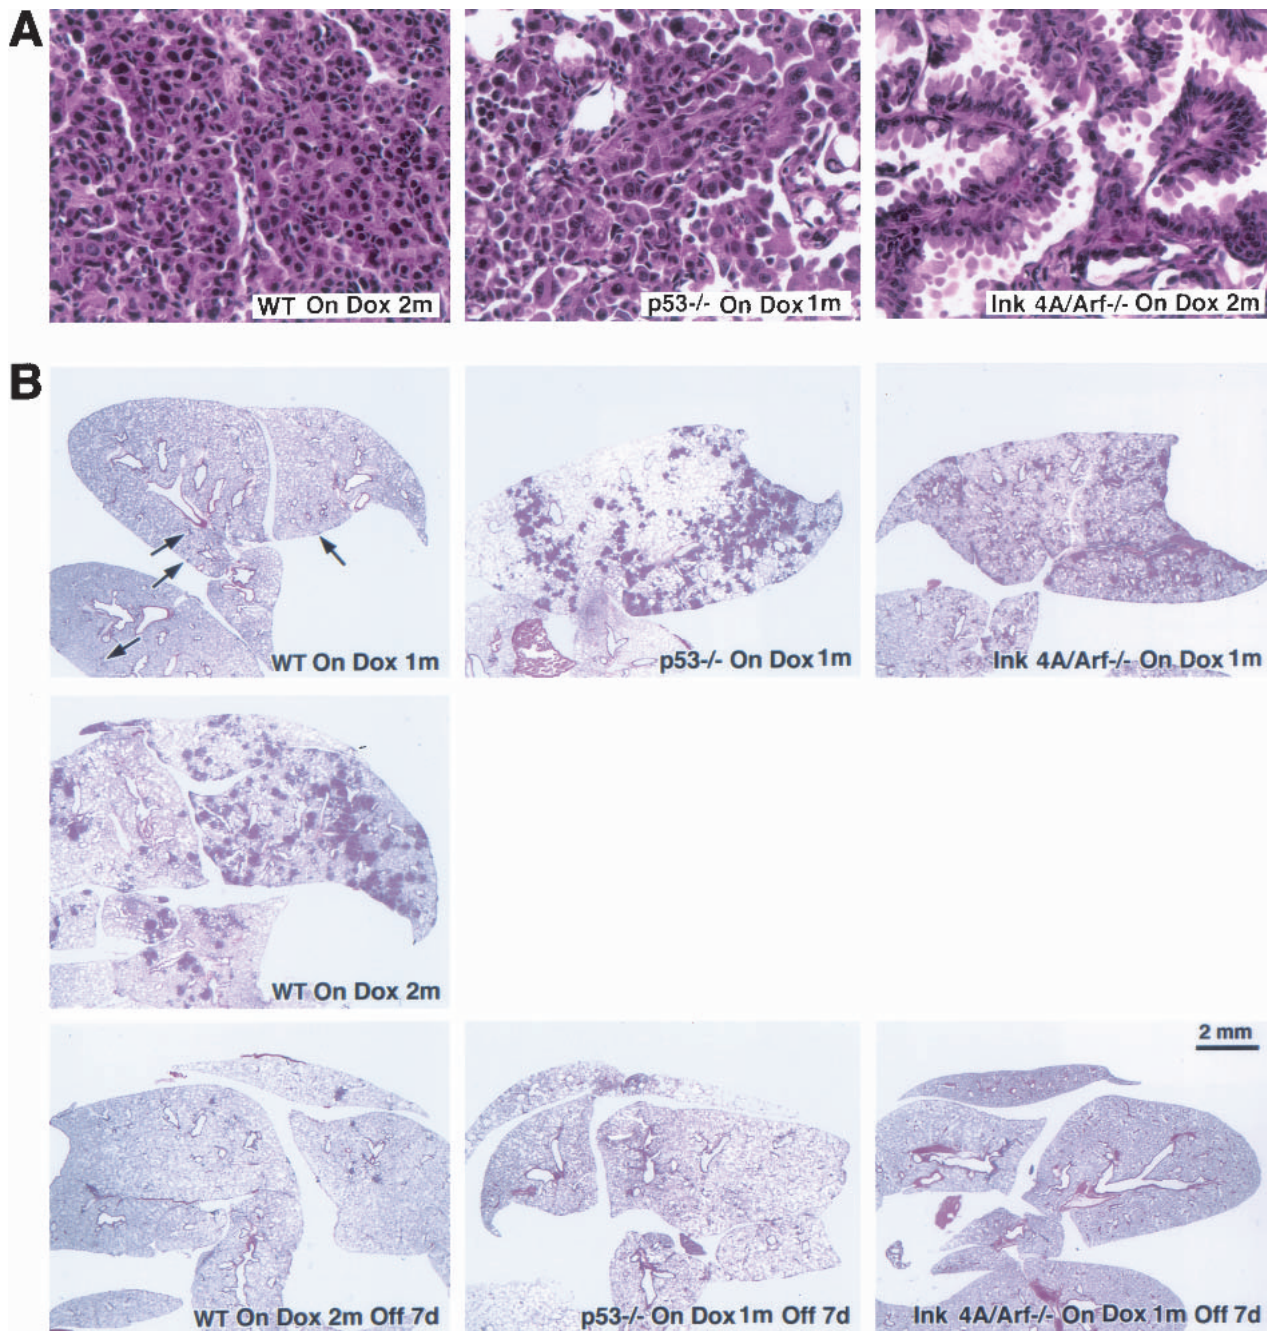 A
WT On Dox 2m
p53-/- On Dox 1m
Ink 4A/Arf-/- On Dox 2m
B
WT On Dox 1m
p53-/- On Dox 1m
Ink 4A/Arf-/- On Dox 1m
WT On Dox 2m
2 mm
WT On Dox 2m Off 7d
p53-/- On Dox 1m Off 7d
Ink 4A/Arf-/- On Dox 1m Off 7d